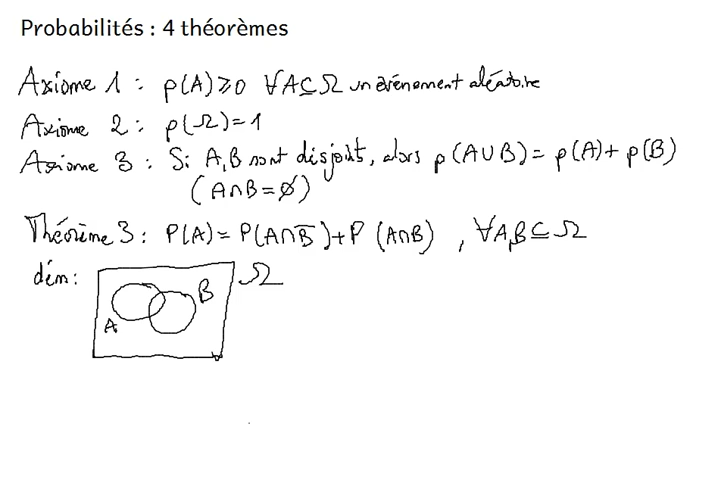 Probabilités : 4 théorèmes
Axiome 1 : p(A)⩾0 ∀A⊆Ω un événement aléatoire
Axiome 2 : p(Ω)=1
Axiome 3 : Si A,B sont disjoints, alors p(A∪B)= p(A)+ p(B)
(A∩B=∅)
Théorème 3 : P(A)= P(A∩B̅)+P (A∩B) , ∀A,B⊆Ω
dém :
Ω
B
A